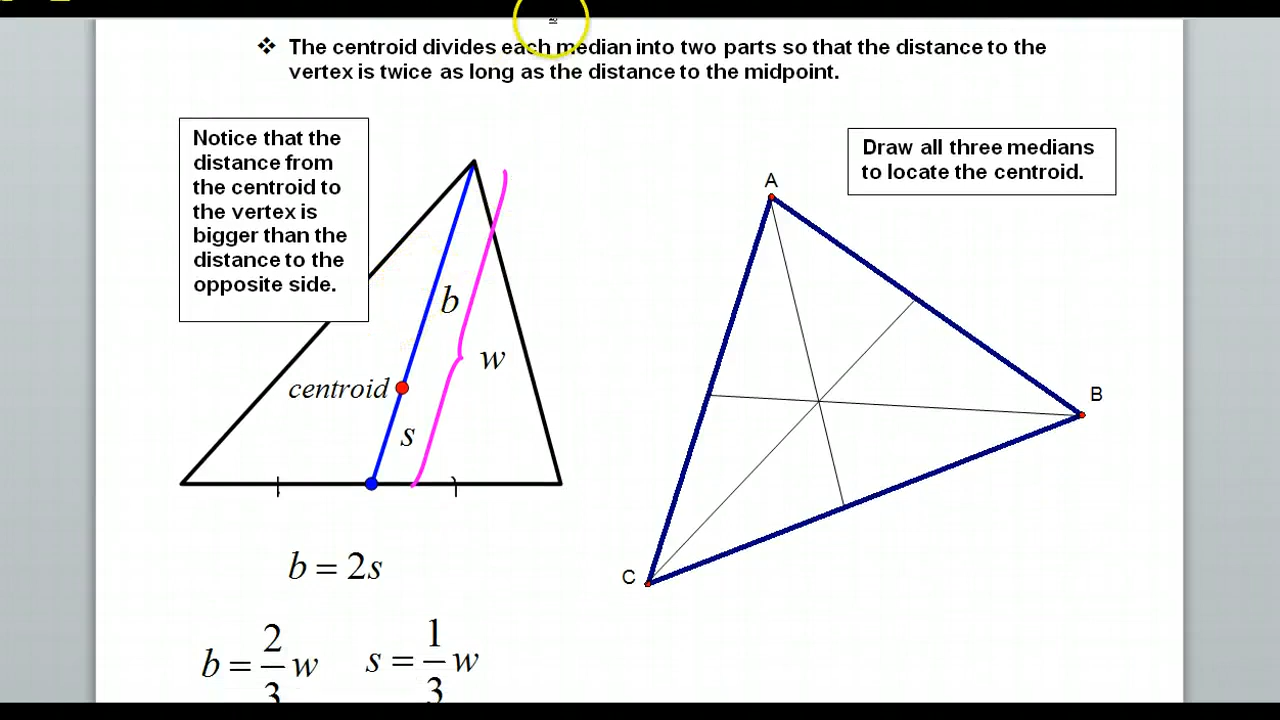 ❖ The centroid divides each median into two parts so that the distance to the
vertex is twice as long as the distance to the midpoint.
Notice that the
distance from
the centroid to
the vertex is
bigger than the
distance to the
opposite side.
b
w
centroid
s
b = 2s
b = 2/3 w
s = 1/3 w
Draw all three medians
to locate the centroid.
A
B
C